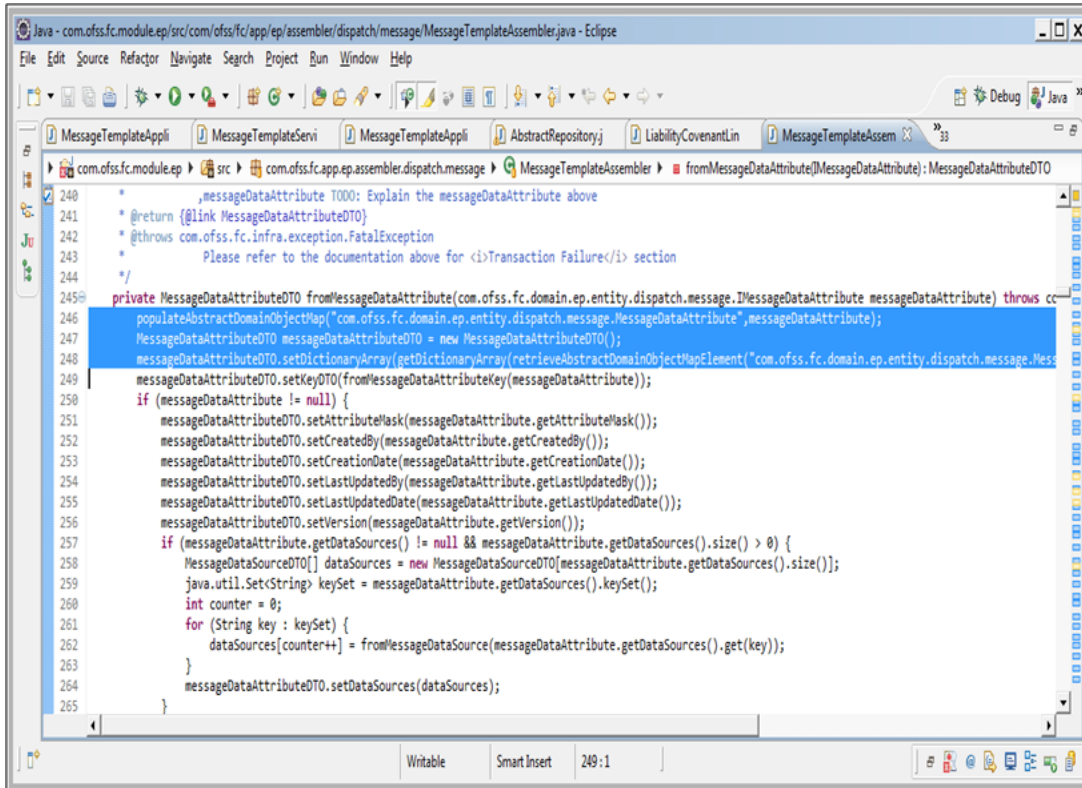 Java - com.ofss.fc.module.ep/src/com/ofss/fc/app/ep/assembler/dispatch/message/MessageTemplateAssembler.java - Eclipse
File Edit Source Refactor Navigate Search Project Run Window Help
Debug Java »
MessageTemplateAppli MessageTemplateServi MessageTemplateAppli AbstractRepository.j LiabilityCovenantLin MessageTemplateAssem »33
com.ofss.fc.module.ep src com.ofss.fc.app.ep.assembler.dispatch.message MessageTemplateAssembler fromMessageDataAttribute(IMessageDataAttribute) : MessageDataAttributeDTO
240 * ,messageDataAttribute TODO: Explain the messageDataAttribute above
241 * @return {@link MessageDataAttributeDTO}
242 * @throws com.ofss.fc.infra.exception.FatalException
243 * Please refer to the documentation above for <i>Transaction Failure</i> section
244 */
245 private MessageDataAttributeDTO fromMessageDataAttribute(com.ofss.fc.domain.ep.entity.dispatch.message.IMessageDataAttribute messageDataAttribute) throws co
246 populateAbstractDomainObjectMap("com.ofss.fc.domain.ep.entity.dispatch.message.MessageDataAttribute",messageDataAttribute);
247 MessageDataAttributeDTO messageDataAttributeDTO = new MessageDataAttributeDTO();
248 messageDataAttributeDTO.setDictionaryArray(getDictionaryArray(retrieveAbstractDomainObjectMapElement("com.ofss.fc.domain.ep.entity.dispatch.message.Mess
249 messageDataAttributeDTO.setKeyDTO(fromMessageDataAttributeKey(messageDataAttribute));
250 if (messageDataAttribute != null) {
251 messageDataAttributeDTO.setAttributeMask(messageDataAttribute.getAttributeMask());
252 messageDataAttributeDTO.setCreatedBy(messageDataAttribute.getCreatedBy());
253 messageDataAttributeDTO.setCreationDate(messageDataAttribute.getCreationDate());
254 messageDataAttributeDTO.setLastUpdatedBy(messageDataAttribute.getLastUpdatedBy());
255 messageDataAttributeDTO.setLastUpdatedDate(messageDataAttribute.getLastUpdatedDate());
256 messageDataAttributeDTO.setVersion(messageDataAttribute.getVersion());
257 if (messageDataAttribute.getDataSources() != null && messageDataAttribute.getDataSources().size() > 0) {
258 MessageDataSourceDTO[] dataSources = new MessageDataSourceDTO[messageDataAttribute.getDataSources().size()];
259 java.util.Set<String> keySet = messageDataAttribute.getDataSources().keySet();
260 int counter = 0;
261 for (String key : keySet) {
262 dataSources[counter++] = fromMessageDataSource(messageDataAttribute.getDataSources().get(key));
263 }
264 messageDataAttributeDTO.setDataSources(dataSources);
265 }
Writable Smart Insert 249 : 1